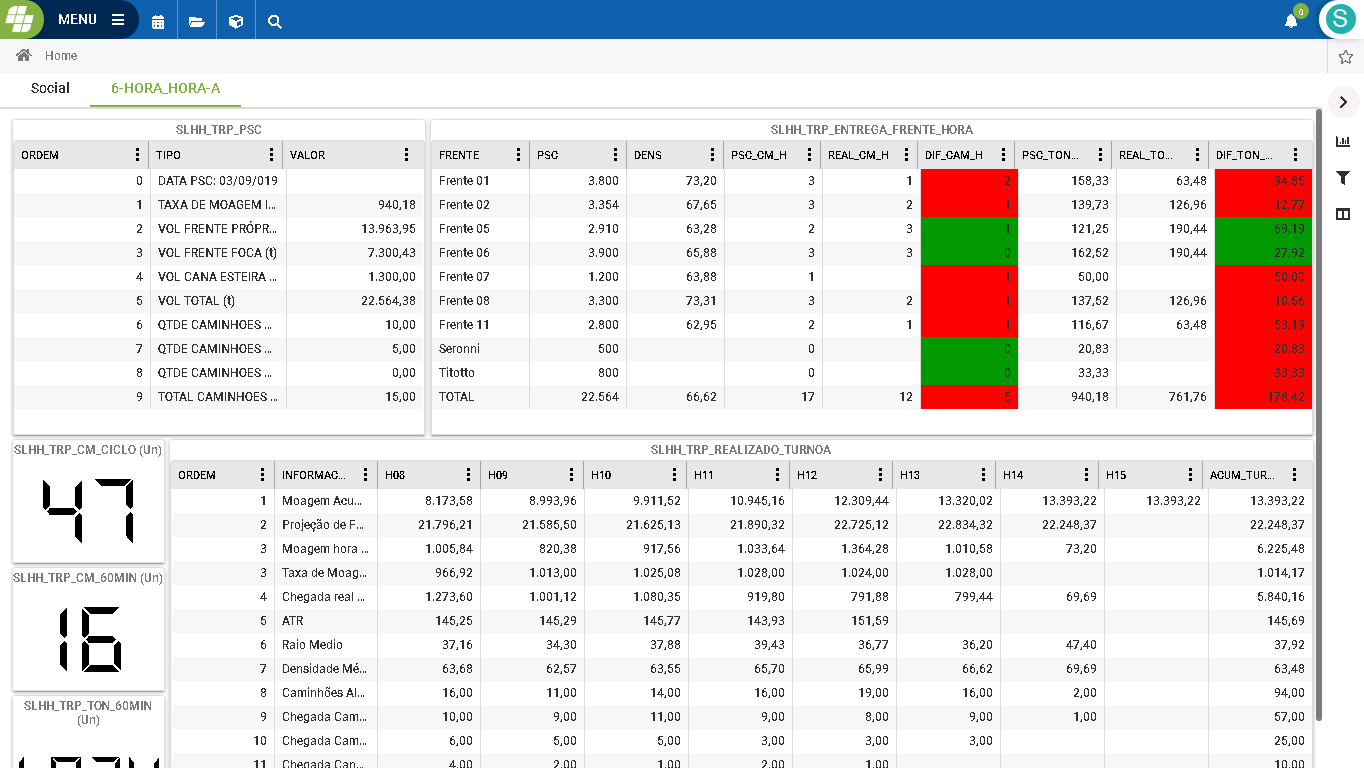 MENU
0
S
Home
Social 6-HORA_HORA-A
SLHH_TRP_PSC
ORDEM TIPO VALOR
0 DATA PSC: 03/09/019
1 TAXA DE MOAGEM I... 940,18
2 VOL FRENTE PRÓPR... 13.963,95
3 VOL FRENTE FOCA (t) 7.300,43
4 VOL CANA ESTEIRA ... 1.300,00
5 VOL TOTAL (t) 22.564,38
6 QTDE CAMINHOES ... 10,00
7 QTDE CAMINHOES ... 5,00
8 QTDE CAMINHOES ... 0,00
9 TOTAL CAMINHOES ... 15,00
SLHH_TRP_ENTREGA_FRENTE_HORA
FRENTE PSC DENS PSC_CM_H REAL_CM_H DIF_CAM_H PSC_TON... REAL_TO... DIF_TON_...
Frente 01 3.800 73,20 3 1 -2 158,33 63,48 -94,85
Frente 02 3.354 67,65 3 2 -1 139,73 126,96 -12,77
Frente 05 2.910 63,28 2 3 1 121,25 190,44 69,19
Frente 06 3.900 65,88 3 3 0 162,52 190,44 27,92
Frente 07 1.200 63,88 1 -1 50,00 -50,00
Frente 08 3.300 73,31 3 2 -1 137,52 126,96 -10,56
Frente 11 2.800 62,95 2 1 -1 116,67 63,48 -53,19
Seronni 500 0 0 20,83 -20,83
Titotto 800 0 0 33,33 -33,33
TOTAL 22.564 66,62 17 12 -5 940,18 761,76 -178,42
SLHH_TRP_CM_CICLO (Un)
47
SLHH_TRP_CM_60MIN (Un)
16
SLHH_TRP_TON_60MIN
(Un)
SLHH_TRP_REALIZADO_TURNOA
ORDEM INFORMAC... H08 H09 H10 H11 H12 H13 H14 H15 ACUM_TUR...
1 Moagem Acu... 8.173,58 8.993,96 9.911,52 10.945,16 12.309,44 13.320,02 13.393,22 13.393,22 13.393,22
2 Projeção de F... 21.796,21 21.585,50 21.625,13 21.890,32 22.725,12 22.834,32 22.248,37 22.248,37
3 Moagem hora ... 1.005,84 820,38 917,56 1.033,64 1.364,28 1.010,58 73,20 6.225,48
3 Taxa de Moag... 966,92 1.013,00 1.025,08 1.028,00 1.024,00 1.028,00 1.014,17
4 Chegada real ... 1.273,60 1.001,12 1.080,35 919,80 791,88 799,44 69,69 5.840,16
5 ATR 145,25 145,29 145,77 143,93 151,59 145,69
6 Raio Medio 37,16 34,30 37,88 39,43 36,77 36,20 47,40 37,92
7 Densidade Mé... 63,68 62,57 63,55 65,70 65,99 66,62 69,69 63,48
8 Caminhões Al... 16,00 11,00 14,00 16,00 19,00 16,00 2,00 94,00
9 Chegada Cam... 10,00 9,00 11,00 9,00 8,00 9,00 1,00 57,00
10 Chegada Cam... 6,00 5,00 5,00 3,00 3,00 3,00 25,00
11 Chegada Can... 4,00 2,00 1,00 2,00 1,00 10,00